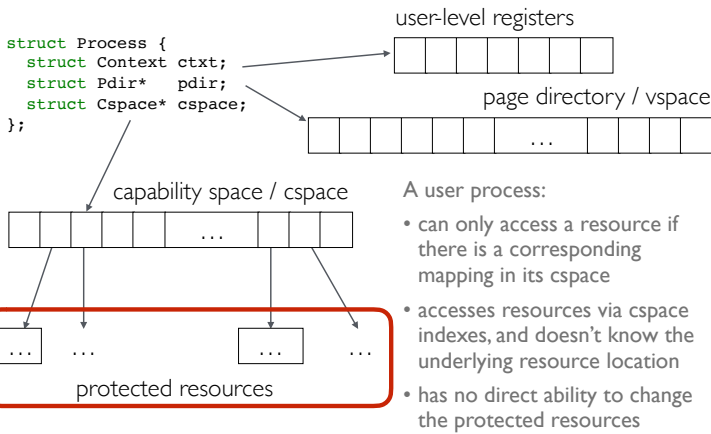 user-level registers
struct Process {
struct Context ctxt;
struct Pdir* pdir;
struct Cspace* cspace;
};
page directory / vspace
...
capability space / cspace
...
A user process:
• can only access a resource if
there is a corresponding
mapping in its cspace
• accesses resources via cspace
indexes, and doesn't know the
underlying resource location
• has no direct ability to change
the protected resources
... ... ... ...
protected resources